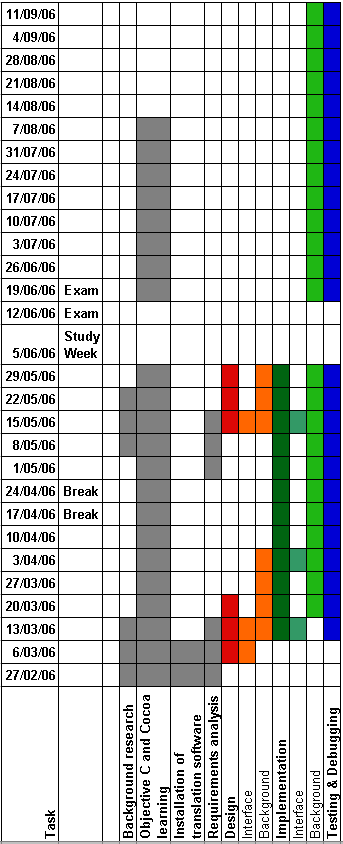 11/09/06
4/09/06
28/08/06
21/08/06
14/08/06
7/08/06
31/07/06
24/07/06
17/07/06
10/07/06
3/07/06
26/06/06
19/06/06 Exam
12/06/06 Exam
Study
5/06/06 Week
29/05/06
22/05/06
15/05/06
8/05/06
1/05/06
24/04/06 Break
17/04/06 Break
10/04/06
3/04/06
27/03/06
20/03/06
13/03/06
6/03/06
27/02/06
Task
Background research
Objective C and Cocoa
learning
Installation of
translation software
Requirements analysis
Design
Interface
Background
Implementation
Interface
Background
Testing & Debugging